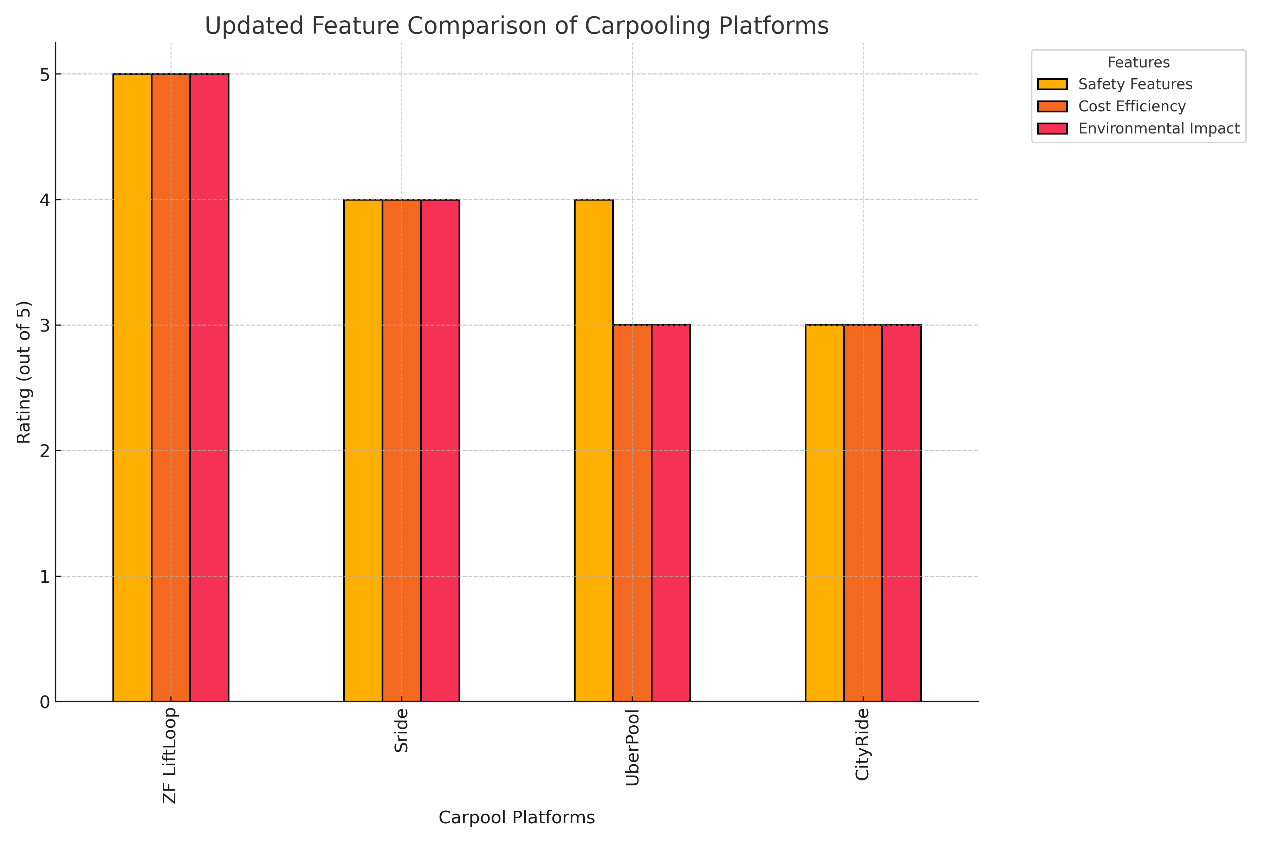 Updated Feature Comparison of Carpooling Platforms
Features
Safety Features
Cost Efficiency
Environmental Impact
Rating (out of 5)
5
4
3
2
1
0
ZF LiftLoop
Sride
UberPool
CityRide
Carpool Platforms